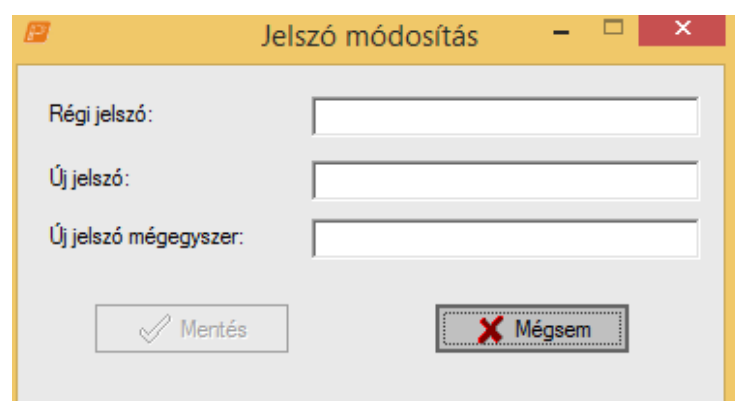 Jelszó módosítás
Régi jelszó:
Új jelszó:
Új jelszó mégegyszer:
Mentés
Mégsem